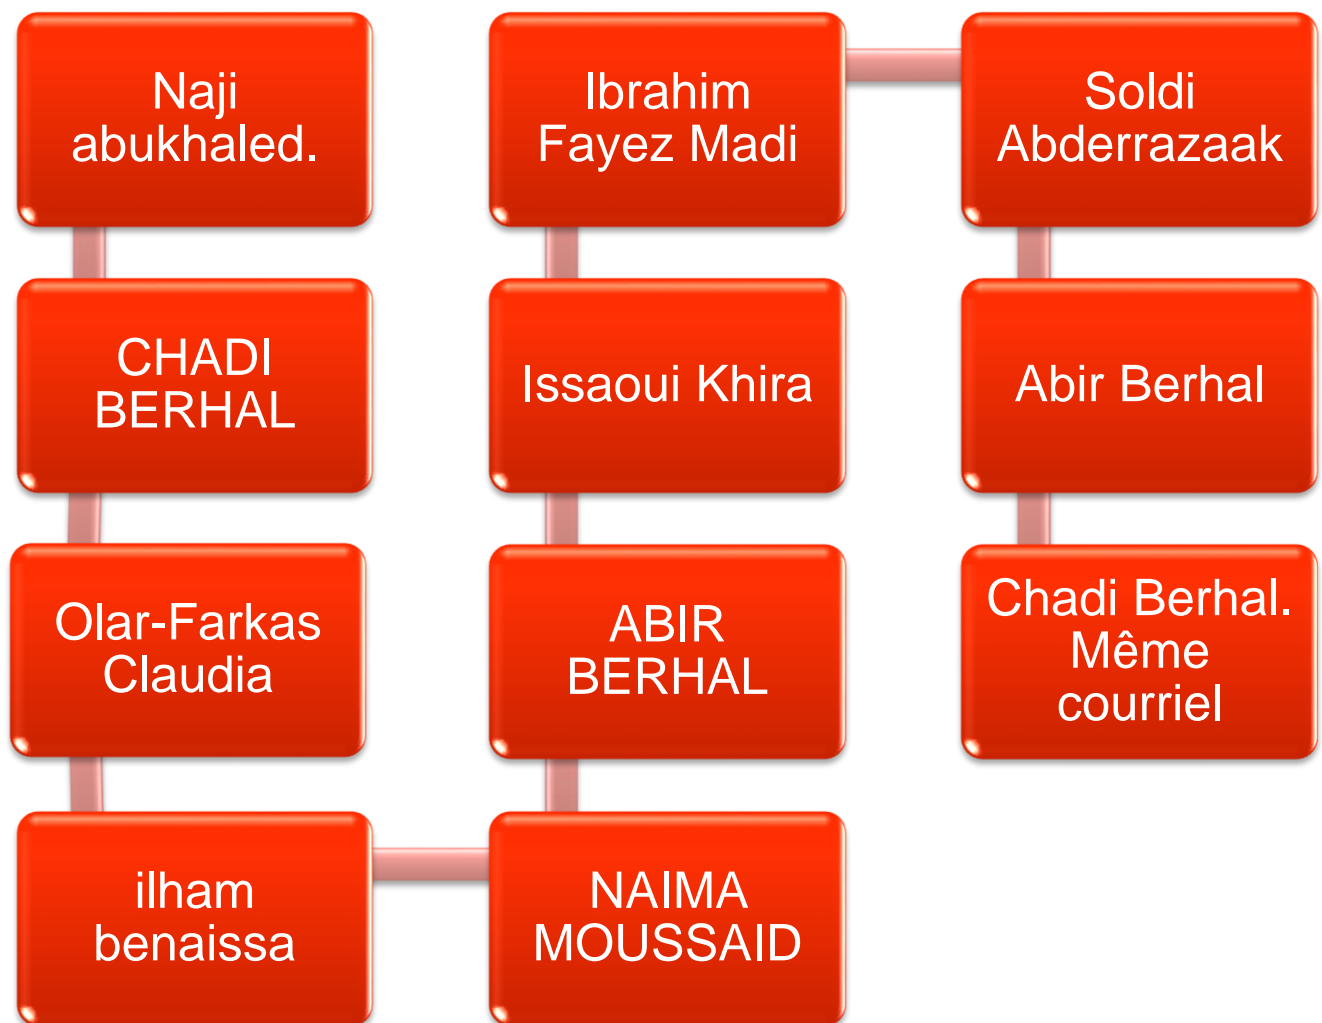 Naji
abukhaled.
CHADI
BERHAL
Olar-Farkas
Claudia
ilham
benaissa
NAIMA
MOUSSAID
ABIR
BERHAL
Issaoui Khira
Ibrahim
Fayez Madi
Soldi
Abderrazaak
Abir Berhal
Chadi Berhal.
Même
courriel